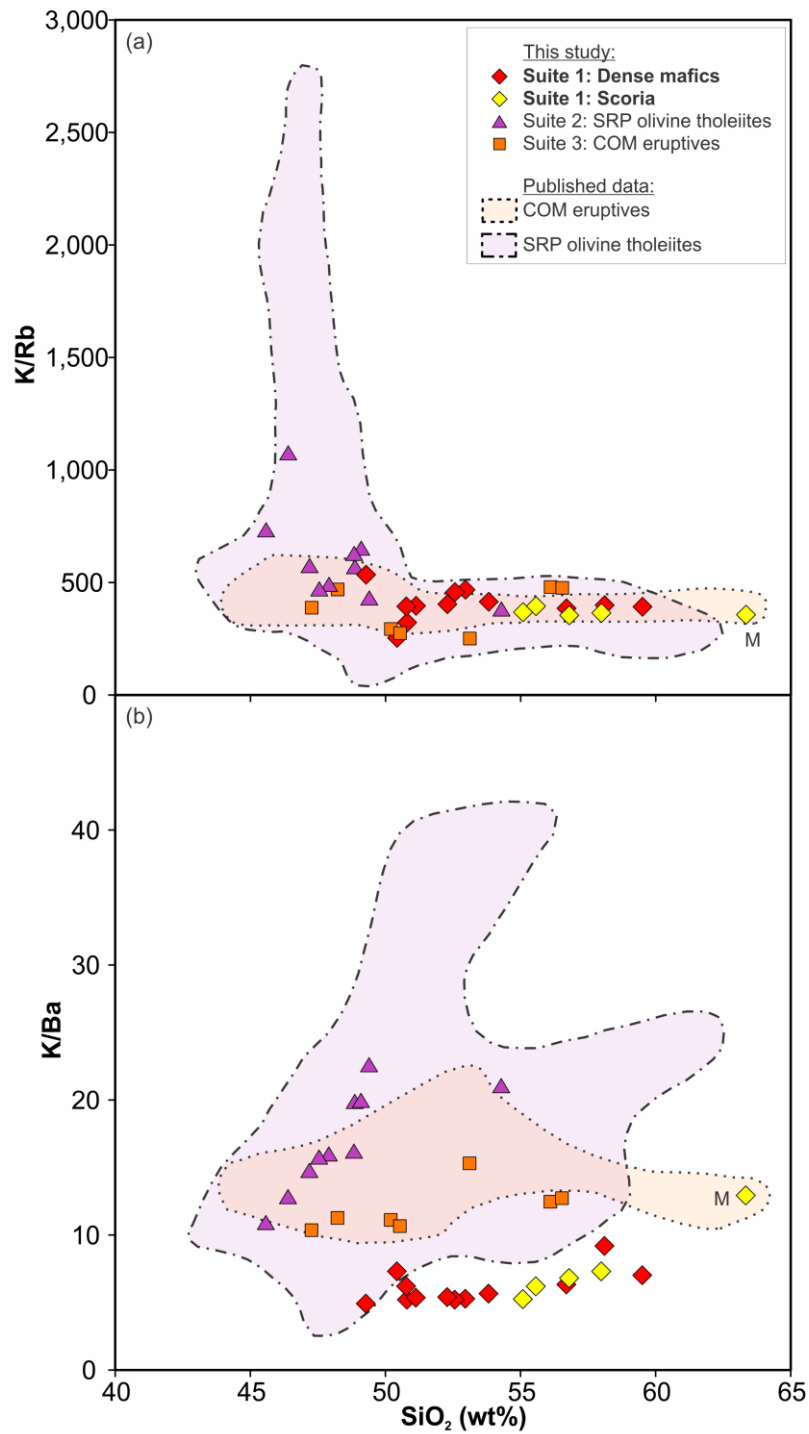 3,000
(a)
This study:
Suite 1: Dense mafics
Suite 1: Scoria
Suite 2: SRP olivine tholeiites
Suite 3: COM eruptives
Published data:
COM eruptives
SRP olivine tholeiites
2,500
2,000
K/Rb
1,500
1,000
500
M
0
(b)
40
30
K/Ba
20
M
10
0
40 45 50 55 60 65
SiO₂ (wt%)